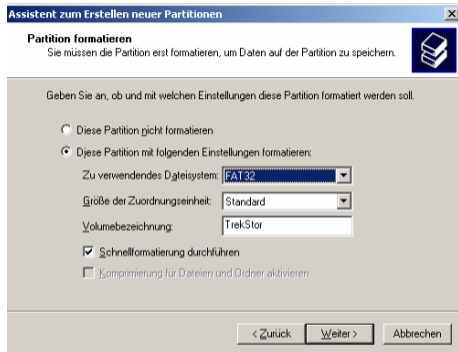 Assistent zum Erstellen neuer Partitionen
Partition formatieren
Sie müssen die Partition erst formatieren, um Daten auf der Partition zu speichern.
Geben Sie an, ob und mit welchen Einstellungen diese Partition formatiert werden soll.
Diese Partition nicht formatieren
Diese Partition mit folgenden Einstellungen formatieren:
Zu verwendendes Dateisystem: FAT32
Größe der Zuordnungseinheit: Standard
Volumebezeichnung: TrekStor
Schnellformatierung durchführen
Komprimierung für Dateien und Ordner aktivieren
< Zurück Weiter > Abbrechen